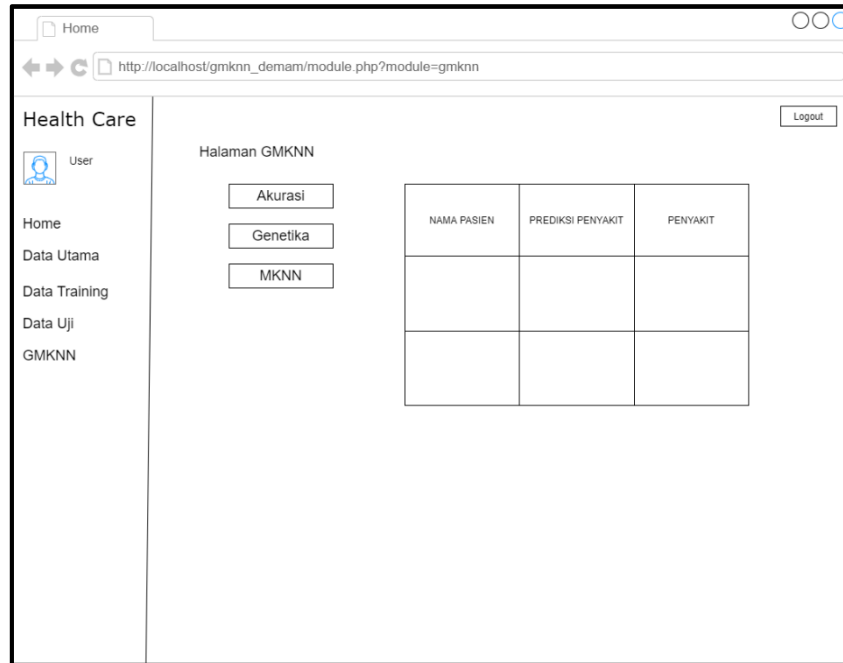 Home
http://localhost/gmknn_demam/module.php?module=gmknn
Health Care
Logout
User
Home
Data Utama
Data Training
Data Uji
GMKNN
Halaman GMKNN
Akurasi
Genetika
MKNN
NAMA PASIEN
PREDIKSI PENYAKIT
PENYAKIT